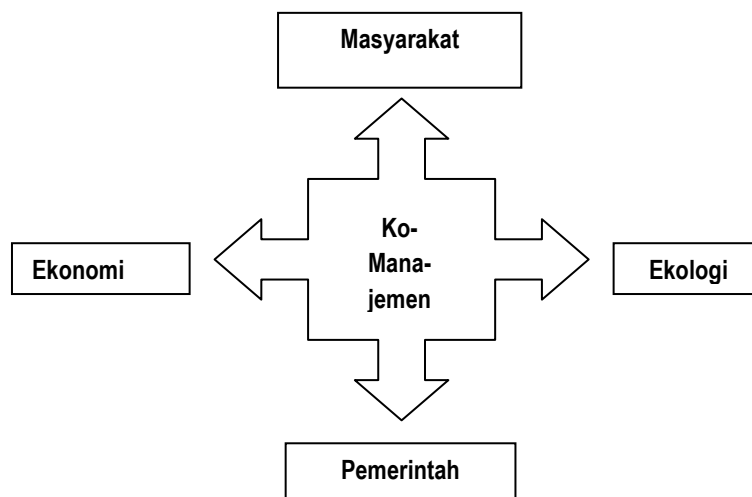 Masyarakat
Ko-
Mana-
jemen
Ekonomi
Ekologi
Pemerintah